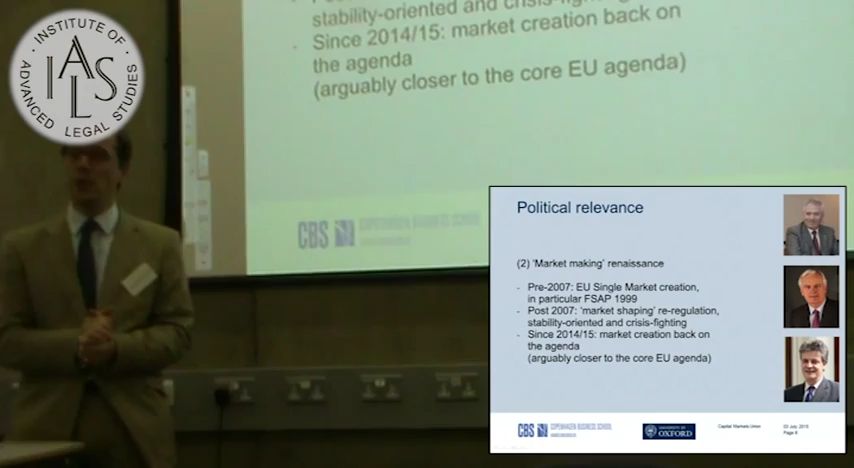 INSTITUTE OF
ADVANCED LEGAL STUDIES
IALS
stability-oriented and crisis-fighting
Since 2014/15: market creation back on
the agenda
(arguably closer to the core EU agenda)
CBS COPENHAGEN BUSINESS SCHOOL
Political relevance
(2) 'Market making' renaissance
- Pre-2007: EU Single Market creation,
in particular FSAP 1999
- Post 2007: 'market shaping' re-regulation,
stability-oriented and crisis-fighting
- Since 2014/15: market creation back on
the agenda
(arguably closer to the core EU agenda)
CBS COPENHAGEN BUSINESS SCHOOL
UNIVERSITY OF
OXFORD
Capital Markets Union
03 July 2015
Page 8